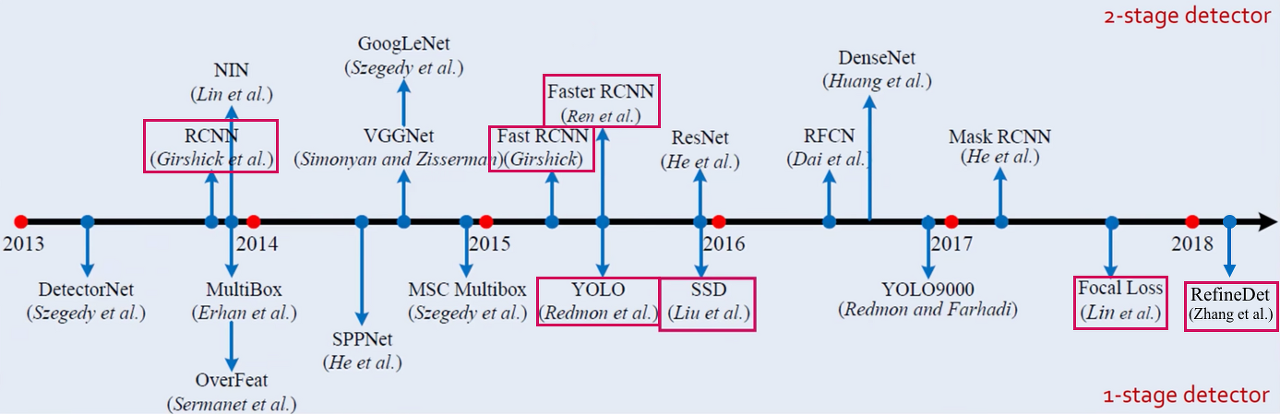 2-stage detector
GoogLeNet
(Szegedy et al.)
DenseNet
(Huang et al.)
NIN
(Lin et al.)
Faster RCNN
(Ren et al.)
RCNN
(Girshick et al.)
VGGNet
(Simonyan and Zisserman)
Fast RCNN
(Girshick)
ResNet
(He et al.)
RFCN
(Dai et al.)
Mask RCNN
(He et al.)
2013
2014
2015
2016
2017
2018
DetectorNet
(Szegedy et al.)
MultiBox
(Erhan et al.)
MSC Multibox
(Szegedy et al.)
YOLO
(Redmon et al.)
SSD
(Liu et al.)
YOLO9000
(Redmon and Farhadi)
Focal Loss
(Lin et al.)
RefineDet
(Zhang et al.)
SPPNet
(He et al.)
OverFeat
(Sermanet et al.)
1-stage detector